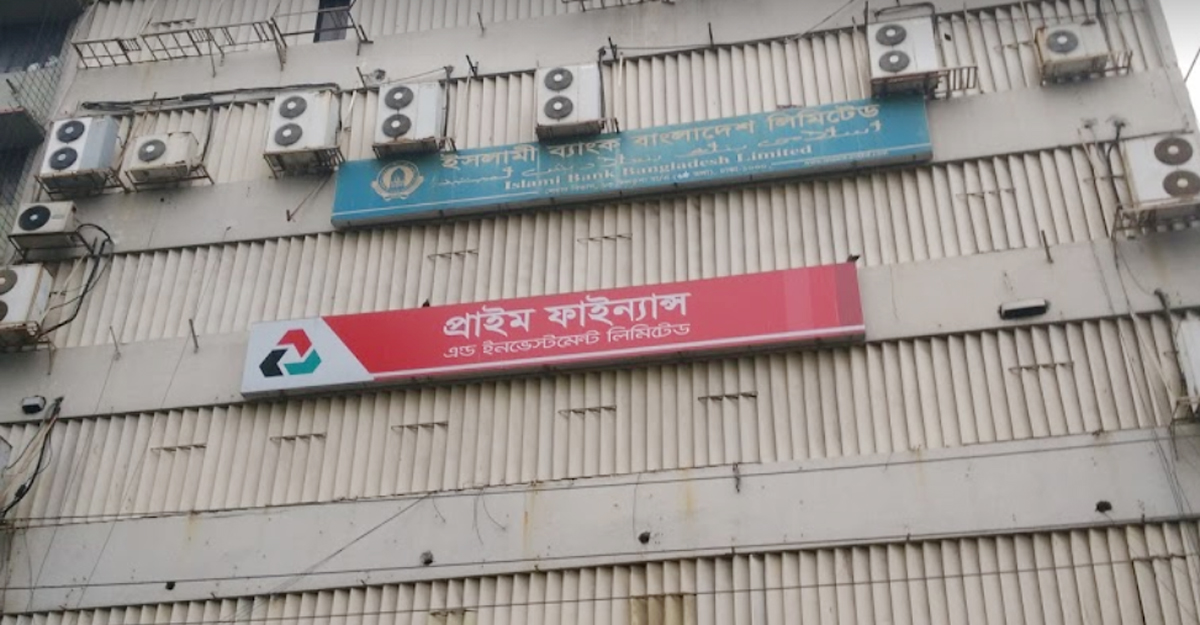 ইসলামী ব্যাংক বাংলাদেশ লিমিটেড
Islami Bank Bangladesh Limited
প্রাইম ফাইন্যান্স
এন্ড ইনভেস্টমেন্ট লিমিটেড